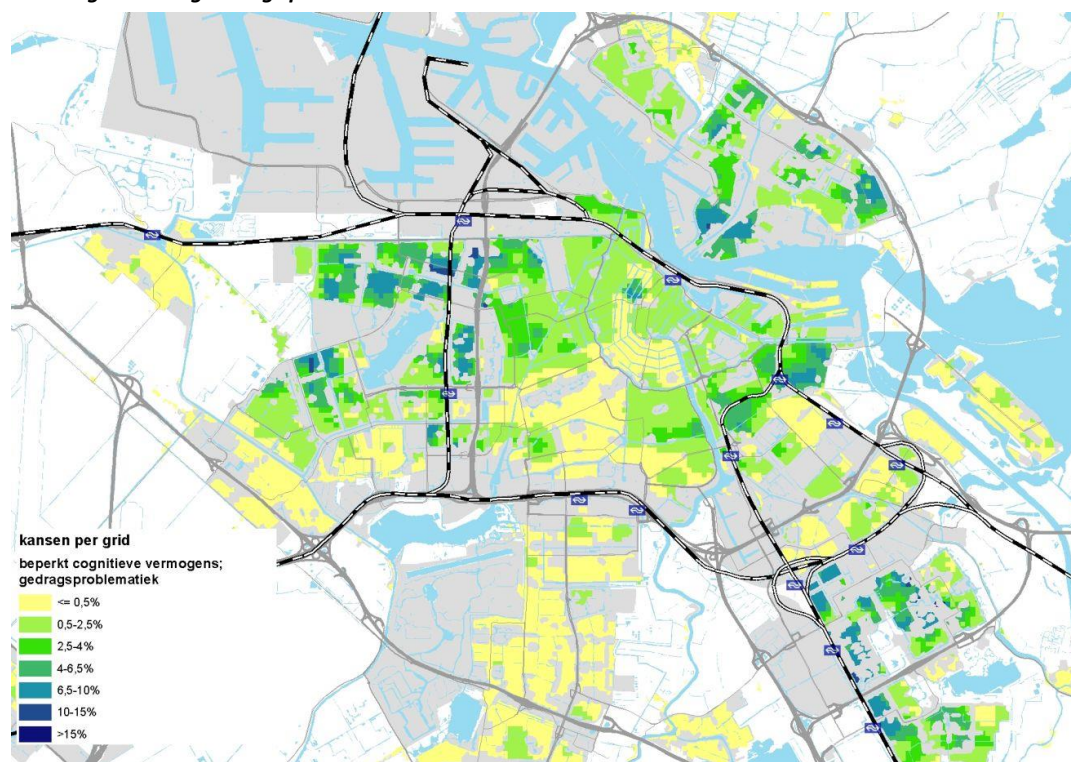 kansen per grid
beperkt cognitieve vermogens;
gedragsproblematiek
<= 0,5%
0,5-2,5%
2,5-4%
4-6,5%
6,5-10%
10-15%
>15%